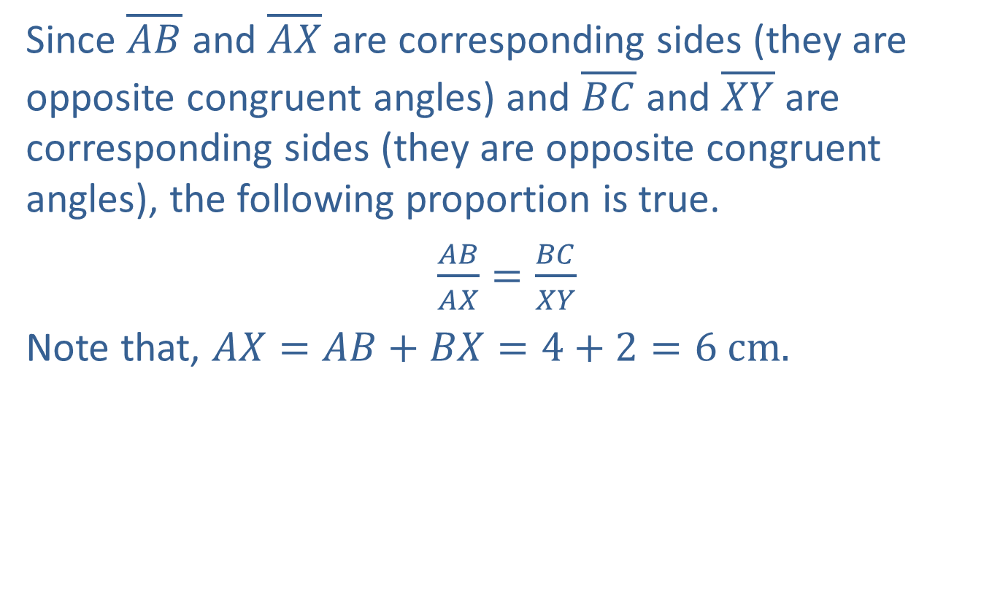 Since $\overline{AB}$ and $\overline{AX}$ are corresponding sides (they are
opposite congruent angles) and $\overline{BC}$ and $\overline{XY}$ are
corresponding sides (they are opposite congruent
angles), the following proportion is true.
$\frac{AB}{AX} = \frac{BC}{XY}$
Note that, $AX = AB + BX = 4 + 2 = 6$ cm.